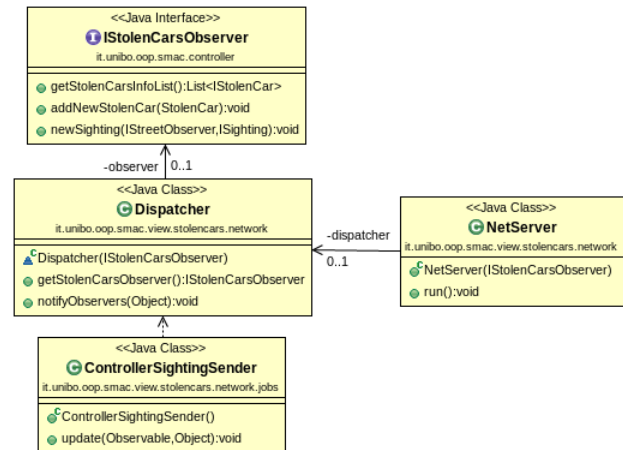 <<Java Interface>>
IStolenCarsObserver
it.unibo.oop.smac.controller
getStolenCarsInfoList():List<IStolenCar>
addNewStolenCar(StolenCar):void
newSighting(IStreetObserver,ISighting):void
-observer 0..1
<<Java Class>>
Dispatcher
it.unibo.oop.smac.view.stolencars.network
Dispatcher(IStolenCarsObserver)
getStolenCarsObserver():IStolenCarsObserver
notifyObservers(Object):void
-dispatcher
0..1
<<Java Class>>
NetServer
it.unibo.oop.smac.view.stolencars.network
NetServer(IStolenCarsObserver)
run():void
<<Java Class>>
ControllerSightingSender
it.unibo.oop.smac.view.stolencars.network.jobs
ControllerSightingSender()
update(Observable,Object):void